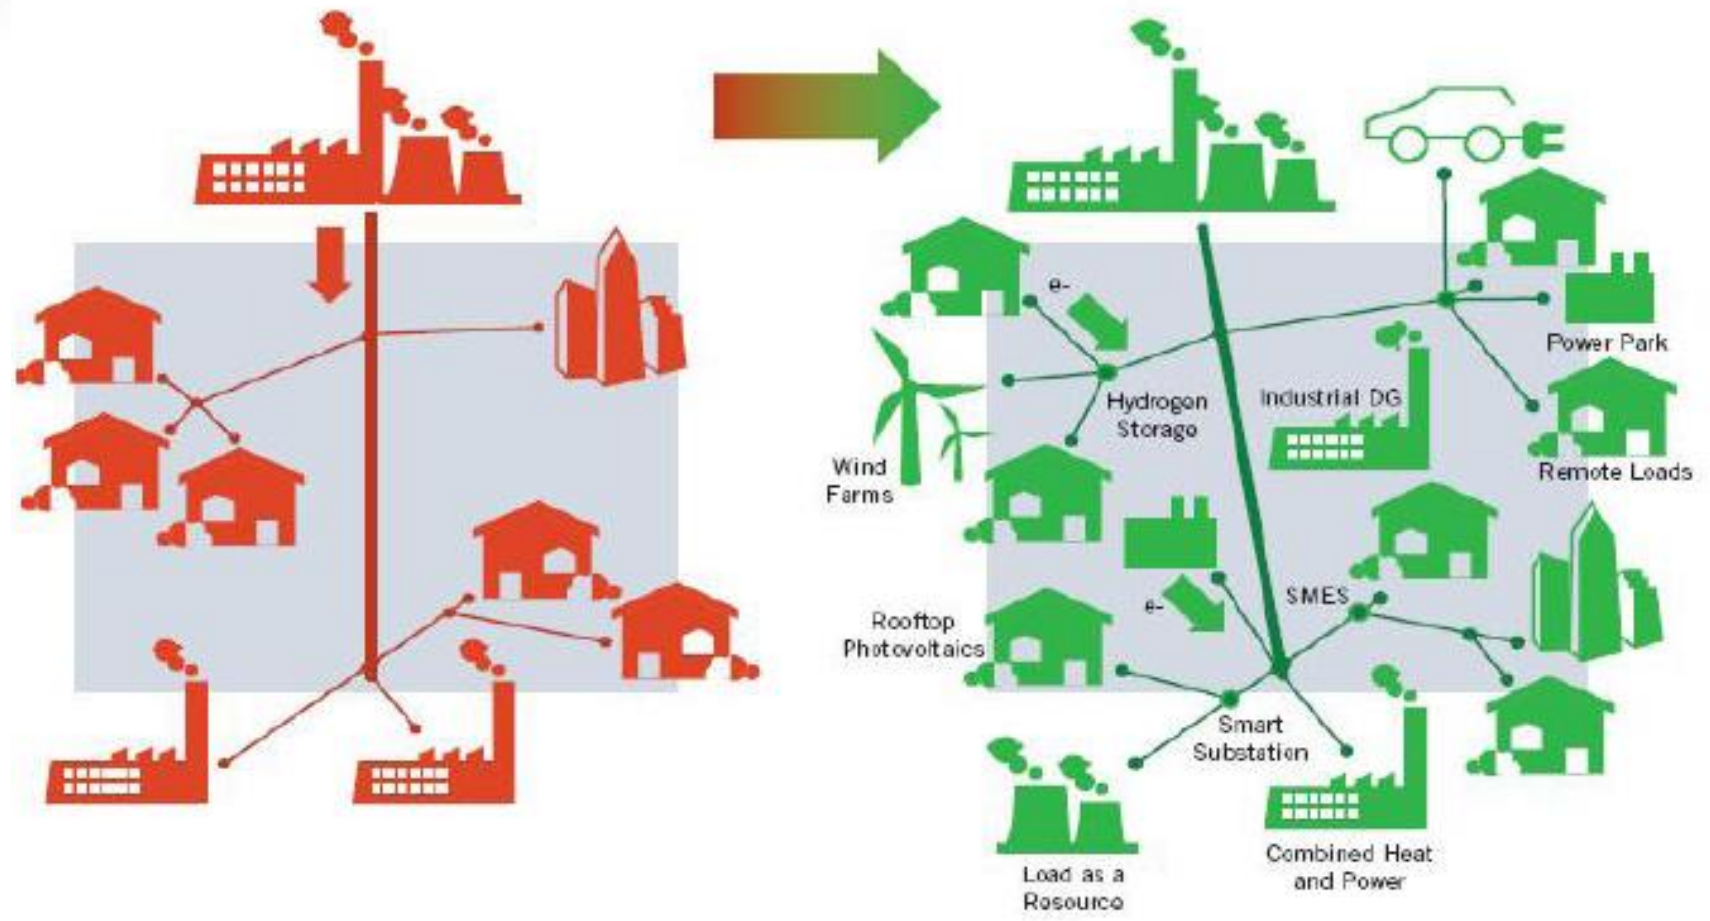 e-
Power Park
Hydrogen
Storage
Industrial DG
Wind
Farms
Remote Loads
e-
SMES
Rooftop
Photovoltaics
Smart
Substation
Load as a
Resource
Combined Heat
and Power